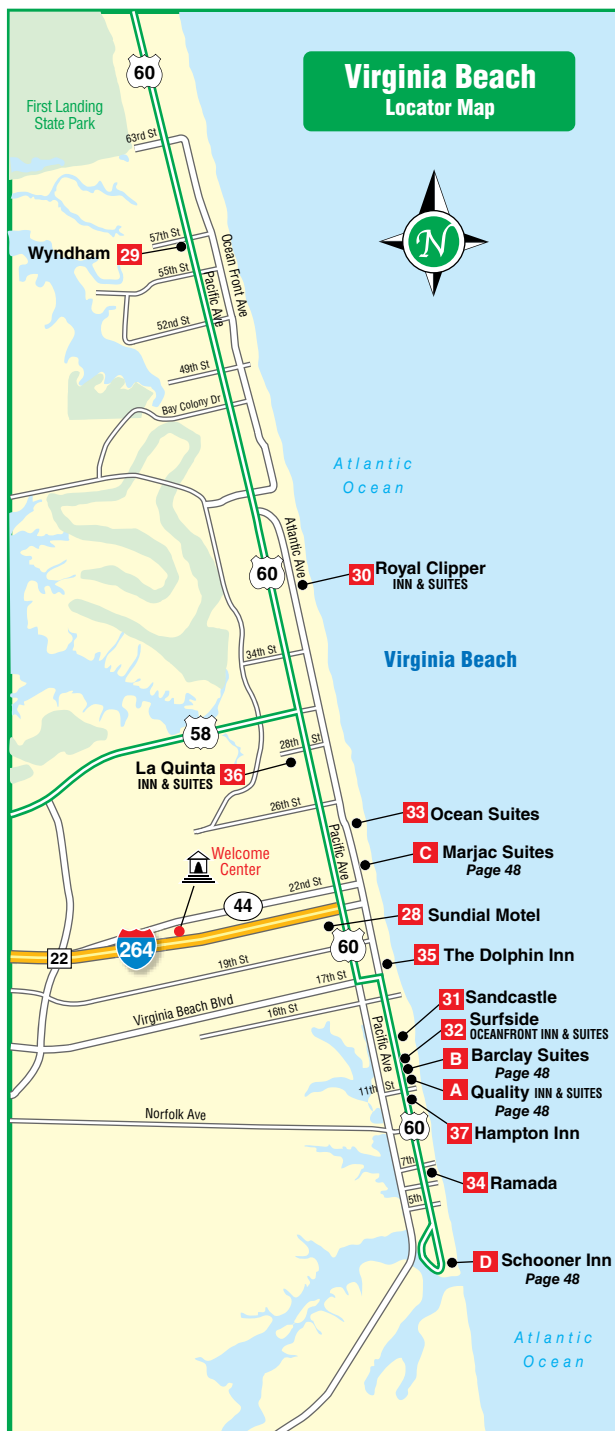 Virginia Beach
Locator Map
60
First Landing
State Park
63rd St
N
57th St
Wyndham 29
Ocean Front Ave
55th St
Pacific Ave
52nd St
49th St
Bay Colony Dr
Atlantic
Ocean
Atlantic Ave
60
30 Royal Clipper
INN & SUITES
34th St
Virginia Beach
58
28th St
La Quinta 36
INN & SUITES
26th St
33 Ocean Suites
Pacific Ave
Welcome
Center
C Marjac Suites
Page 48
22nd St
44
28 Sundial Motel
264
60
22
19th St
35 The Dolphin Inn
17th St
Virginia Beach Blvd
31 Sandcastle
16th St
32 Surfside
OCEANFRONT INN & SUITES
Pacific Ave
B Barclay Suites
Page 48
11th St
A Quality INN & SUITES
Page 48
Norfolk Ave
60
37 Hampton Inn
7th
34 Ramada
5th
D Schooner Inn
Page 48
Atlantic
Ocean